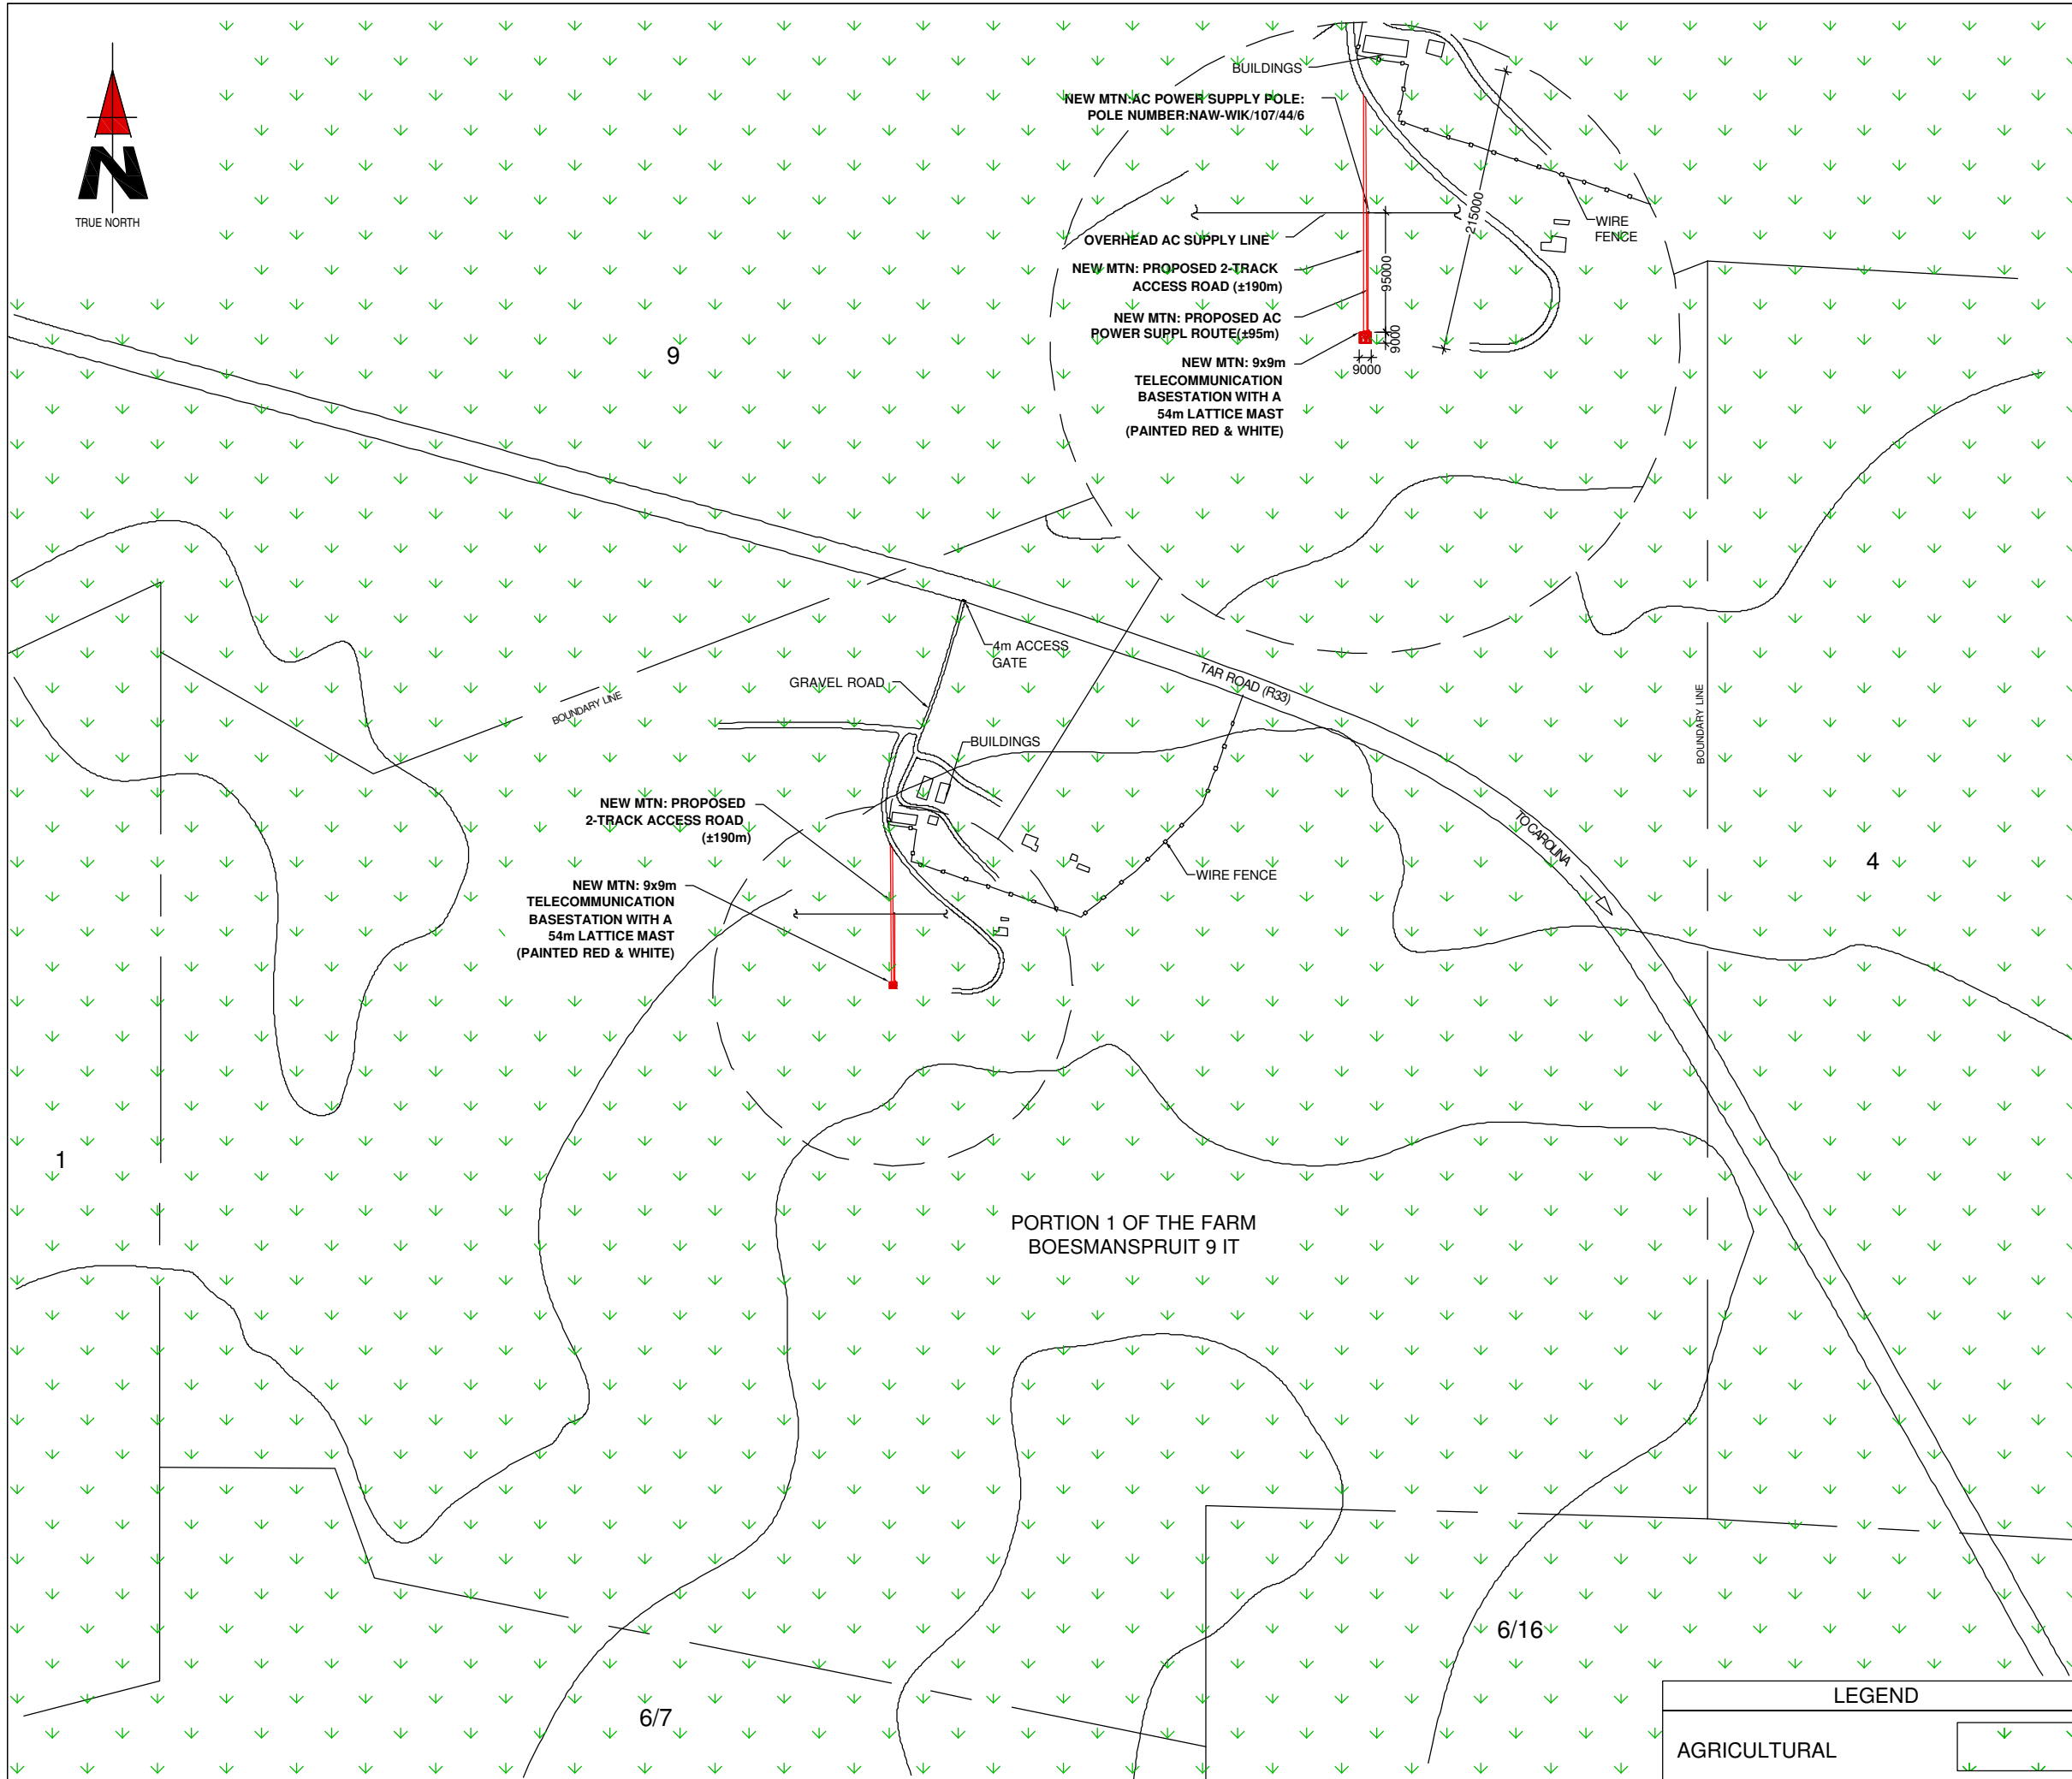 TRUE NORTH
BUILDINGS
NEW MTN:AC POWER SUPPLY POLE:
POLE NUMBER:NAW-WIK/107/44/6
215000
WIRE
FENCE
OVERHEAD AC SUPPLY LINE
NEW MTN: PROPOSED 2-TRACK
ACCESS ROAD (±190m)
95000
NEW MTN: PROPOSED AC
POWER SUPPL ROUTE(±95m)
9000
9000
NEW MTN: 9x9m
TELECOMMUNICATION
BASESTATION WITH A
54m LATTICE MAST
(PAINTED RED & WHITE)
9
4m ACCESS
GATE
GRAVEL ROAD
BOUNDARY LINE
TAR ROAD (R33)
BOUNDARY LINE
BUILDINGS
NEW MTN: PROPOSED
2-TRACK ACCESS ROAD
(±190m)
TO CAROLINA
4
WIRE FENCE
NEW MTN: 9x9m
TELECOMMUNICATION
BASESTATION WITH A
54m LATTICE MAST
(PAINTED RED & WHITE)
1
PORTION 1 OF THE FARM
BOESMANSPRUIT 9 IT
6/16
6/7
LEGEND
AGRICULTURAL